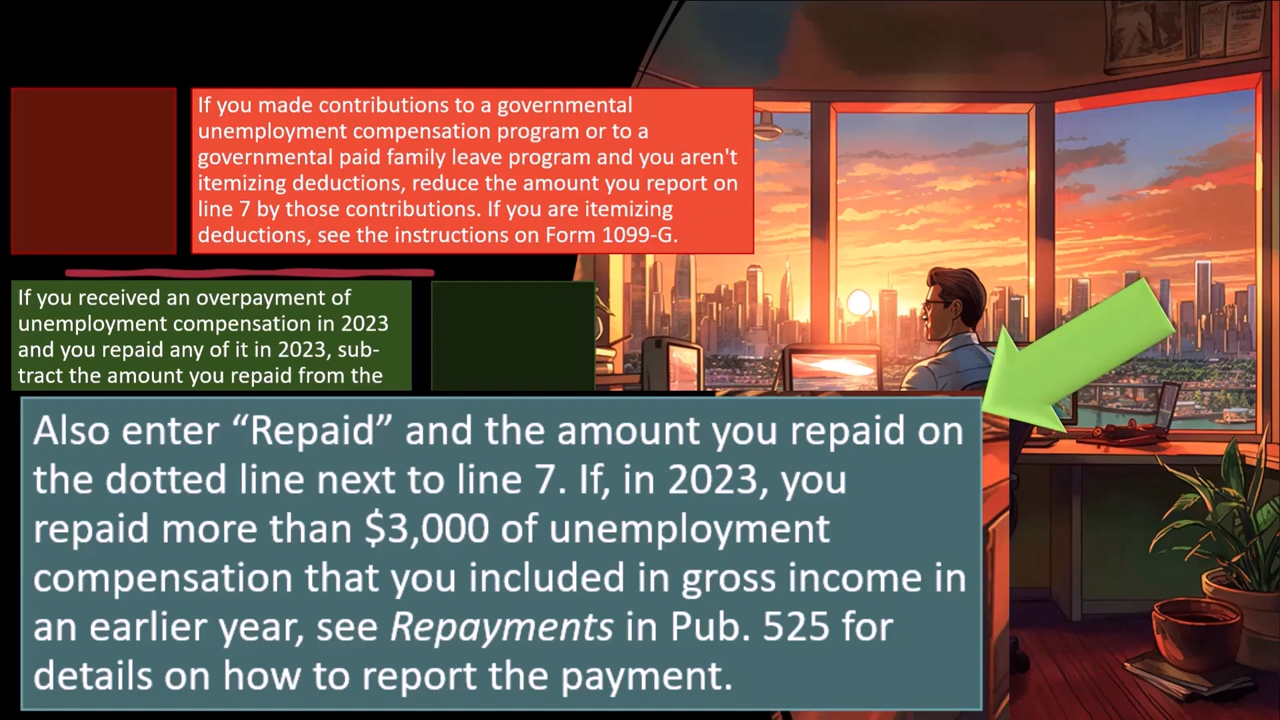 If you made contributions to a governmental
unemployment compensation program or to a
governmental paid family leave program and you aren't
itemizing deductions, reduce the amount you report on
line 7 by those contributions. If you are itemizing
deductions, see the instructions on Form 1099-G.
If you received an overpayment of
unemployment compensation in 2023
and you repaid any of it in 2023, sub-
tract the amount you repaid from the
Also enter “Repaid” and the amount you repaid on
the dotted line next to line 7. If, in 2023, you
repaid more than $3,000 of unemployment
compensation that you included in gross income in
an earlier year, see Repayments in Pub. 525 for
details on how to report the payment.